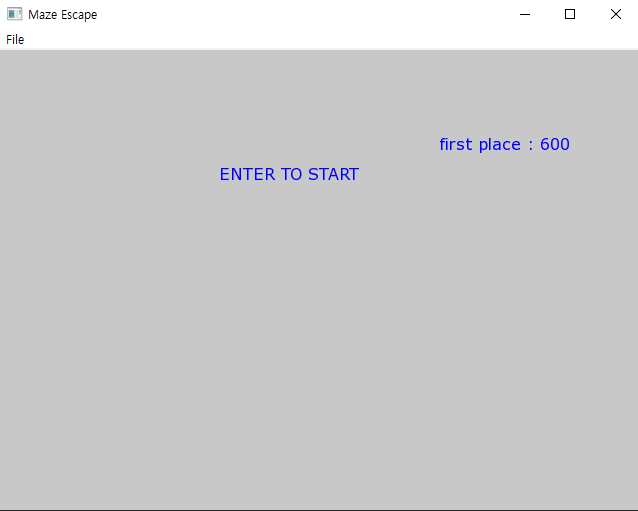 Maze Escape
File
first place : 600
ENTER TO START